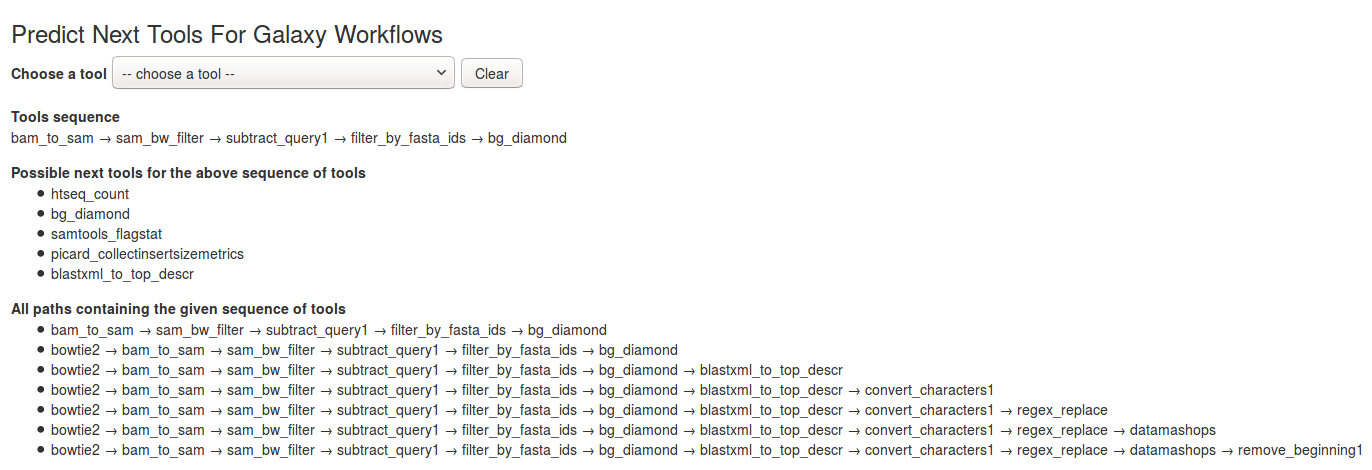 Predict Next Tools For Galaxy Workflows
Choose a tool -- choose a tool -- Clear
Tools sequence
bam_to_sam → sam_bw_filter → subtract_query1 → filter_by_fasta_ids → bg_diamond
Possible next tools for the above sequence of tools
• htseq_count
• bg_diamond
• samtools_flagstat
• picard_collectinsertsizemetrics
• blastxml_to_top_descr
All paths containing the given sequence of tools
• bam_to_sam → sam_bw_filter → subtract_query1 → filter_by_fasta_ids → bg_diamond
• bowtie2 → bam_to_sam → sam_bw_filter → subtract_query1 → filter_by_fasta_ids → bg_diamond
• bowtie2 → bam_to_sam → sam_bw_filter → subtract_query1 → filter_by_fasta_ids → bg_diamond → blastxml_to_top_descr
• bowtie2 → bam_to_sam → sam_bw_filter → subtract_query1 → filter_by_fasta_ids → bg_diamond → blastxml_to_top_descr → convert_characters1
• bowtie2 → bam_to_sam → sam_bw_filter → subtract_query1 → filter_by_fasta_ids → bg_diamond → blastxml_to_top_descr → convert_characters1 → regex_replace
• bowtie2 → bam_to_sam → sam_bw_filter → subtract_query1 → filter_by_fasta_ids → bg_diamond → blastxml_to_top_descr → convert_characters1 → regex_replace → datamashops
• bowtie2 → bam_to_sam → sam_bw_filter → subtract_query1 → filter_by_fasta_ids → bg_diamond → blastxml_to_top_descr → convert_characters1 → regex_replace → datamashops → remove_beginning1